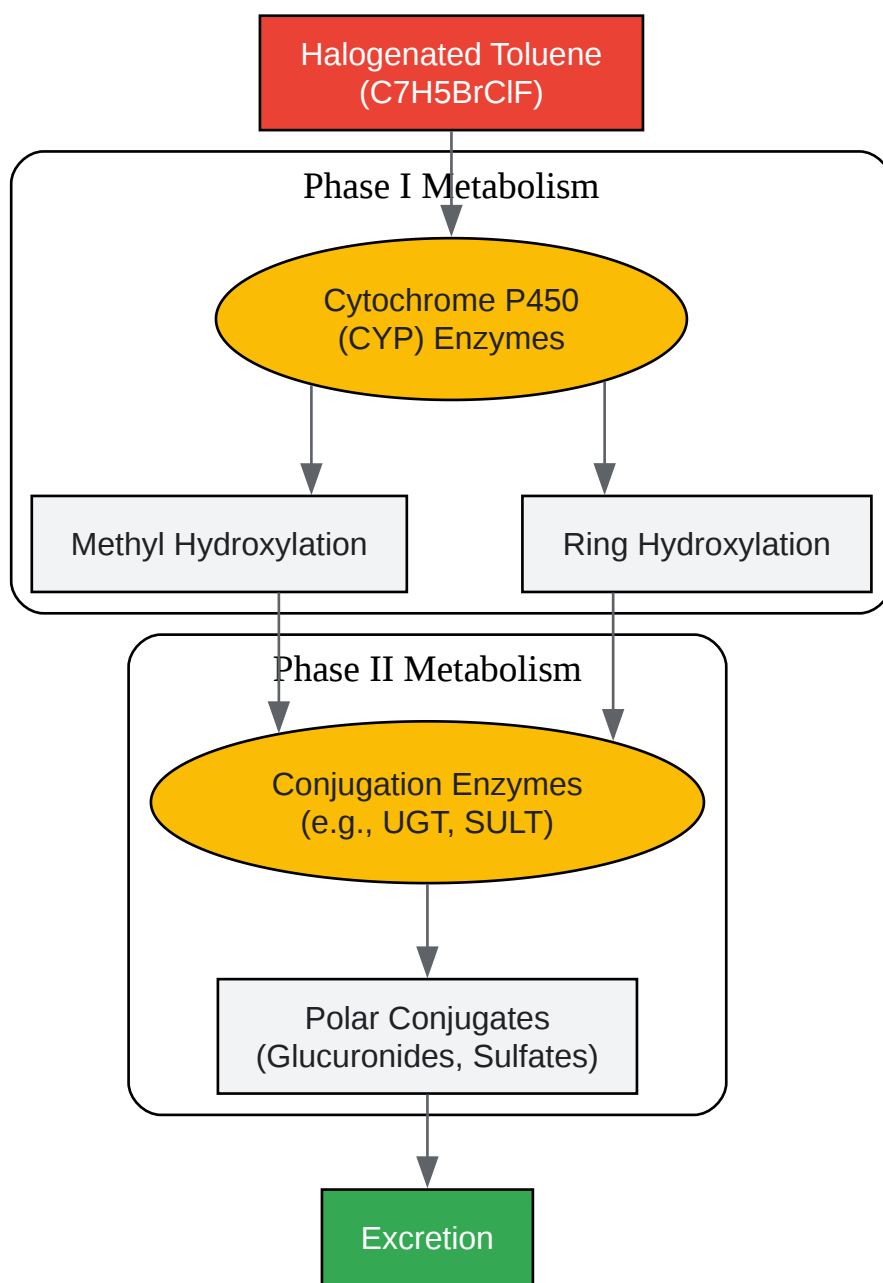 Halogenated Toluene
(C7H5BrClF)
Phase I Metabolism
Cytochrome P450
(CYP) Enzymes
Methyl Hydroxylation
Ring Hydroxylation
Phase II Metabolism
Conjugation Enzymes
(e.g., UGT, SULT)
Polar Conjugates
(Glucuronides, Sulfates)
Excretion